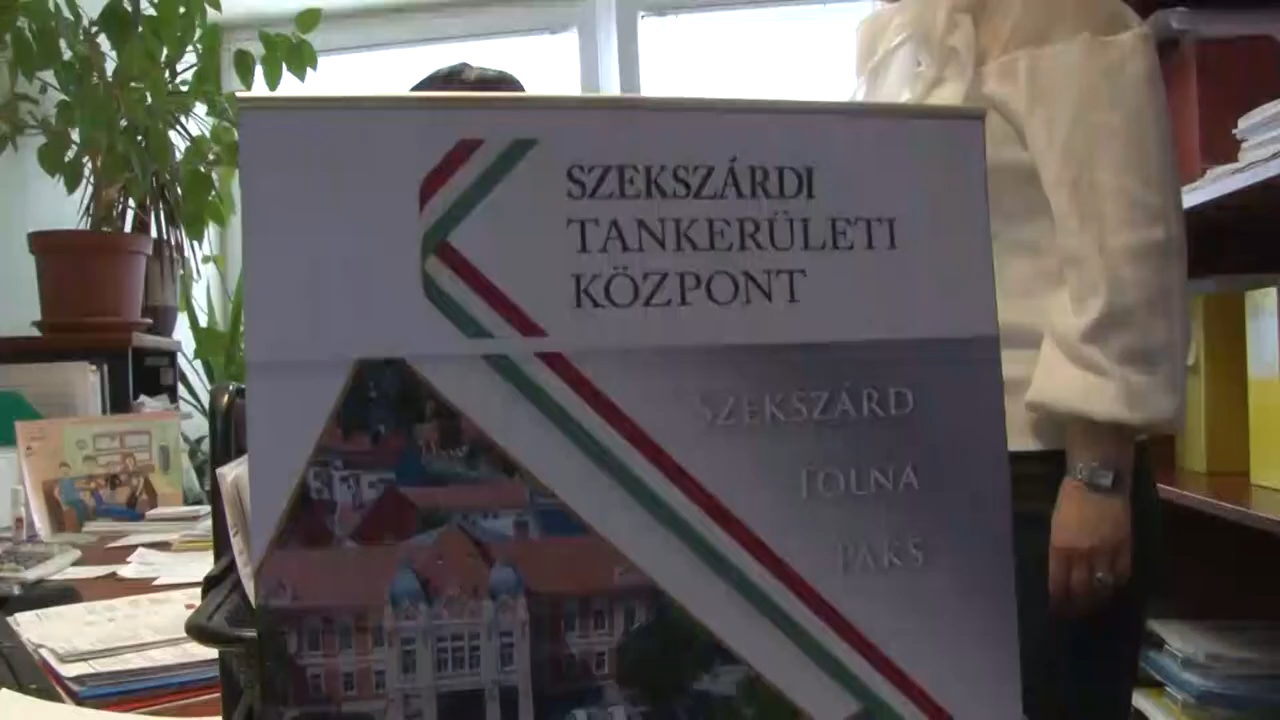 SZEKSZÁRDI
TANKERÜLETI
KÖZPONT
SZEKSZÁRD
TOLNA
PAKS